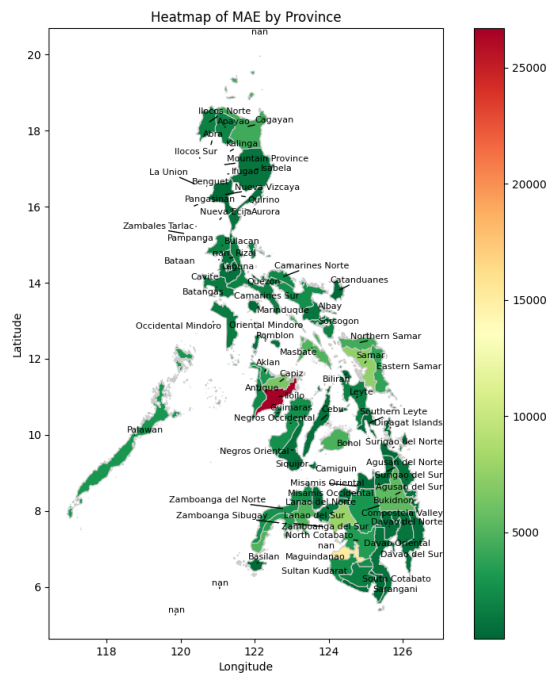 Heatmap of MAE by Province
nan
Ilocos Norte
Apayao
Cagayan
Abra
Kalinga
Ilocos Sur
Mountain Province
La Union
Ifugao
Isabela
Benguet
Nueva Vizcaya
Pangasinan
Quirino
Nueva Ecija
Aurora
Zambales
Tarlac
Pampanga
Bulacan
Bataan
nan
Rizal
Laguna
Camarines Norte
Cavite
Quezon
Catanduanes
Batangas
Camarines Sur
Marinduque
Albay
Occidental Mindoro
Oriental Mindoro
Sorsogon
Romblon
Northern Samar
Masbate
Samar
Aklan
Eastern Samar
Capiz
Biliran
Antique
Iloilo
Leyte
Guimaras
Cebu
Southern Leyte
Negros Occidental
Dinagat Islands
Palawan
Bohol
Surigao del Norte
Negros Oriental
Siquijor
Camiguin
Agusan del Norte
Surigao del Sur
Misamis Oriental
Agusan del Sur
Misamis Occidental
Zamboanga del Norte
Lanao del Norte
Bukidnon
Zamboanga Sibugay
Lanao del Sur
Compostela Valley
Zamboanga del Sur
Davao del Norte
North Cotabato
nan
Davao Oriental
Basilan
Maguindanao
Davao del Sur
Sultan Kudarat
South Cotabato
Sarangani
nan
nan
20
18
16
14
12
10
8
6
Latitude
118
120
122
124
126
Longitude
25000
20000
15000
10000
5000